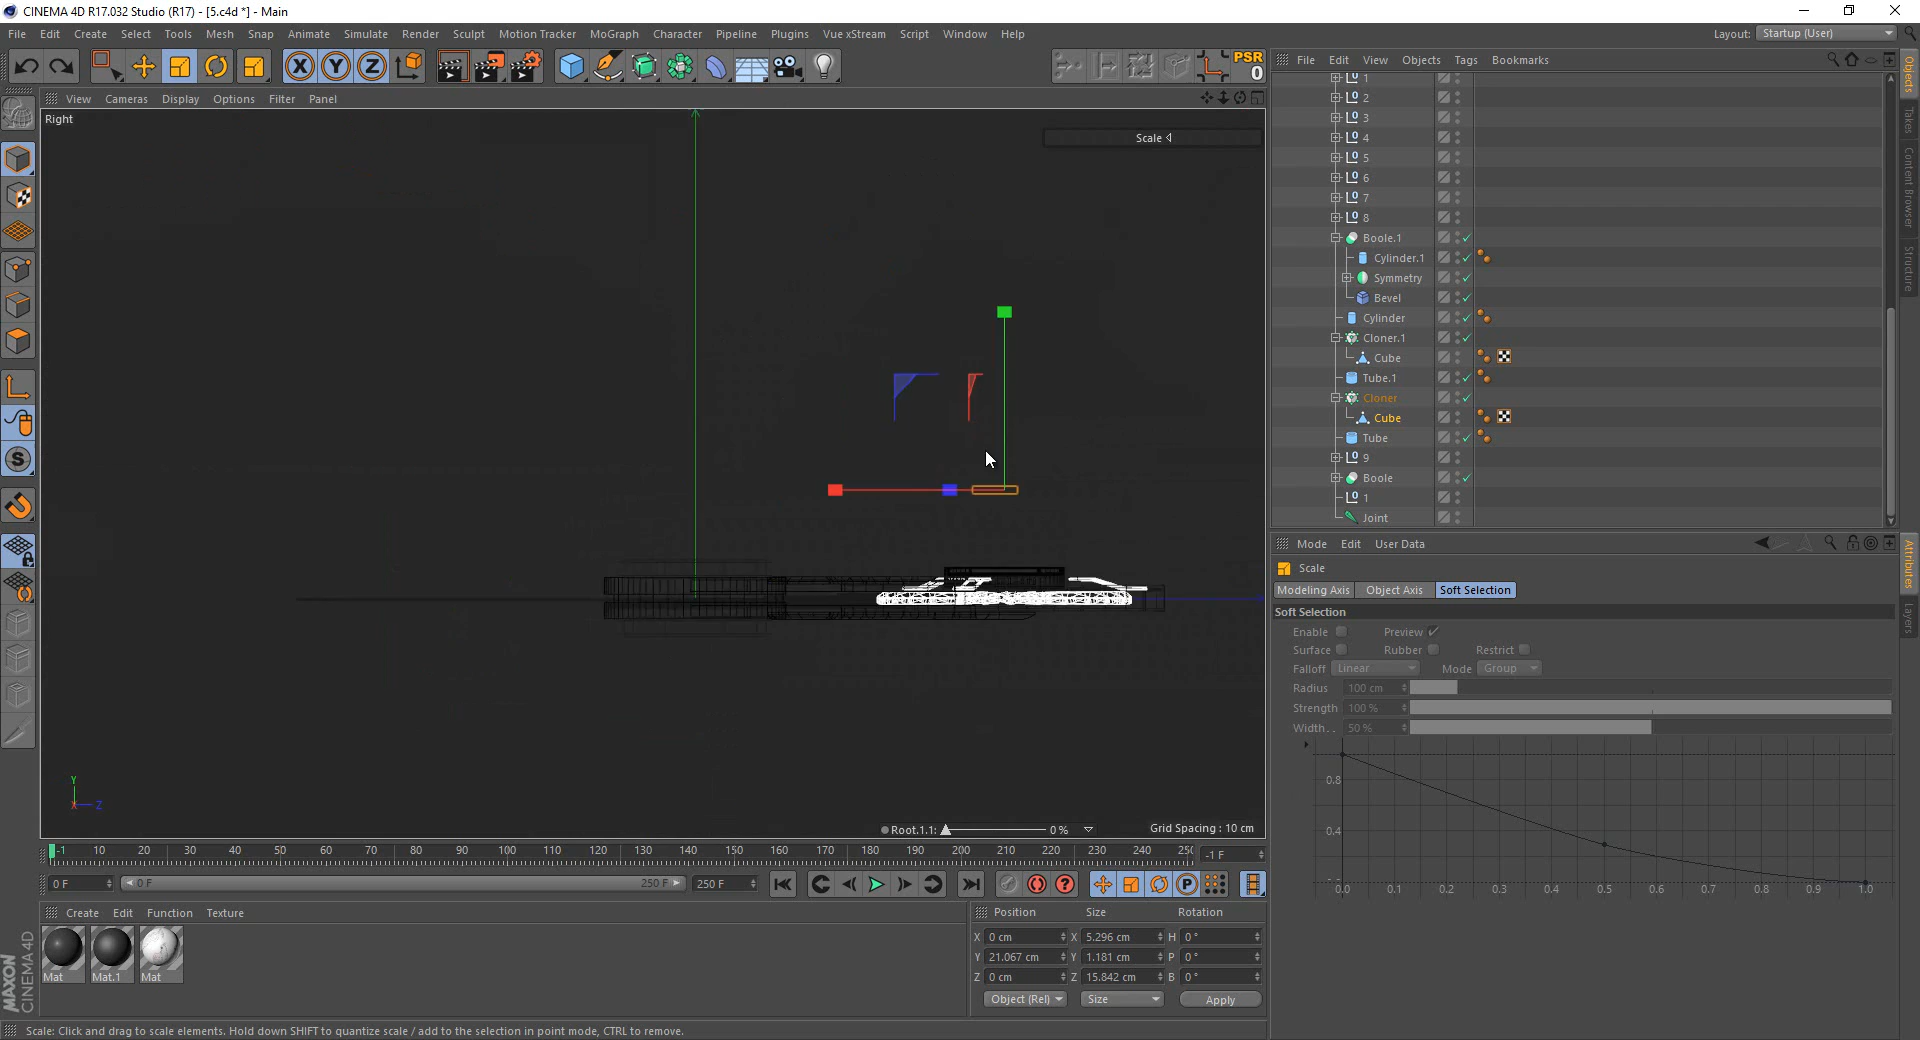 CINEMA 4D R17.032 Studio (R17) - [5.c4d *] - Main
File Edit Create Select Tools Mesh Snap Animate Simulate Render Sculpt Motion Tracker MoGraph Character Pipeline Plugins Vue xStream Script Window Help
Layout: Startup (User)
X Y Z PSR 0
File Edit View Objects Tags Bookmarks
View Cameras Display Options Filter Panel
Right
Scale
1
2
3
4
5
6
7
8
Boole.1
Cylinder.1
Symmetry
Bevel
Cylinder
Cloner.1
Cube
Tube.1
Cloner
Cube
Tube
9
Boole
1
Joint
Objects
Takes
Content Browser
Structure
Mode Edit User Data
Scale
Modeling Axis Object Axis Soft Selection
Soft Selection
Enable Preview
Surface Rubber Restrict
Falloff Linear Mode Group
Radius 100 cm
Strength 100 %
Width.. 50 %
0.8
0.4
0.0 0.1 0.2 0.3 0.4 0.5 0.6 0.7 0.8 0.9 1.0
Attributes
Layers
Y
X Z
Root.1.1: 0% Grid Spacing : 10 cm
-1 10 20 30 40 50 60 70 80 90 100 110 120 130 140 150 160 170 180 190 200 210 220 230 240 25 -1 F
0 F 0 F 250 F 250 F
Create Edit Function Texture
Mat Mat.1 Mat
Position Size Rotation
X 0 cm X 5.296 cm H 0 °
Y 21.067 cm Y 1.181 cm P 0 °
Z 0 cm Z 15.842 cm B 0 °
Object (Rel) Size Apply
MAXON
CINEMA 4D
Scale: Click and drag to scale elements. Hold down SHIFT to quantize scale / add to the selection in point mode, CTRL to remove.